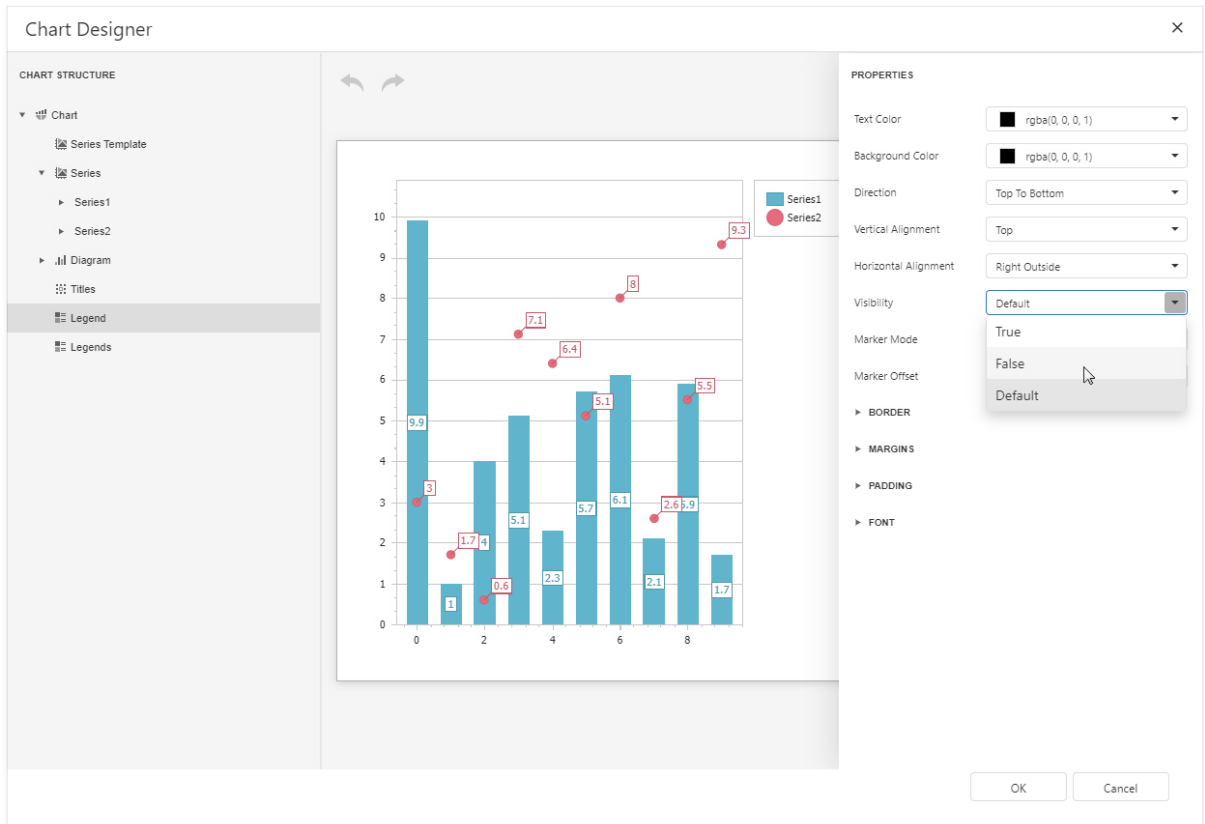 Chart Designer
CHART STRUCTURE
Chart
Series Template
Series
Series1
Series2
Diagram
Titles
Legend
Legends
10
9
8
7
6
5
4
3
2
1
0
0
2
4
6
8
9.9
1
4
5.1
2.3
5.7
6.1
2.1
5.9
1.7
3
1.7
0.6
7.1
6.4
5.1
8
2.6
5.5
9.3
Series1
Series2
PROPERTIES
Text Color rgba(0, 0, 0, 1)
Background Color rgba(0, 0, 0, 1)
Direction Top To Bottom
Vertical Alignment Top
Horizontal Alignment Right Outside
Visibility Default
True
False
Default
Marker Mode
Marker Offset
BORDER
MARGINS
PADDING
FONT
OK Cancel